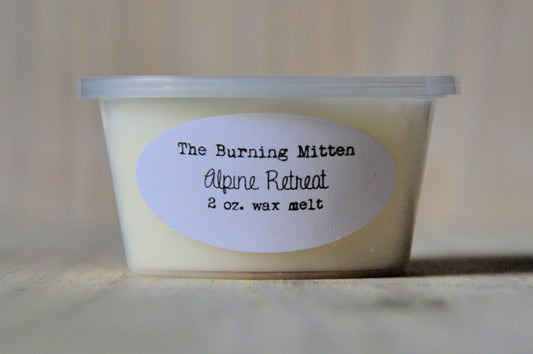 The Burning Mitten
Alpine Retreat
2 oz. wax melt